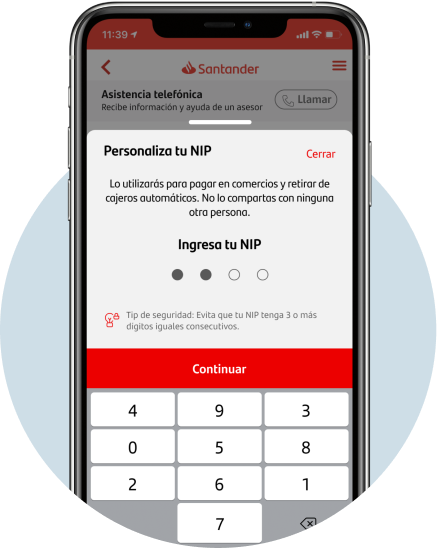 11:39
Santander
Asistencia telefónica
Recibe información y ayuda de un asesor
Llamar
Personaliza tu NIP
Cerrar
Lo utilizarás para pagar en comercios y retirar de
cajeros automáticos. No lo compartas con ninguna
otra persona.
Ingresa tu NIP
Tip de seguridad: Evita que tu NIP tenga 3 o más
dígitos iguales consecutivos.
Continuar
4 9 3
0 5 8
2 6 1
7